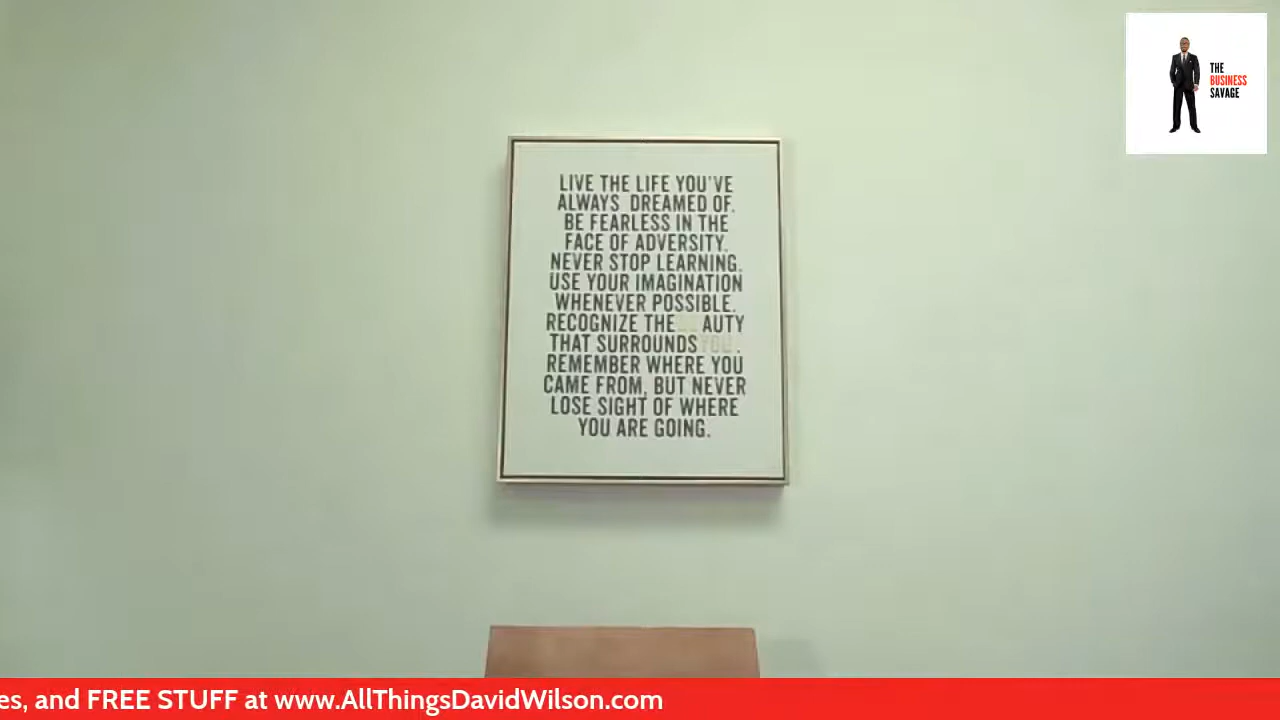 THE
BUSINESS
SAVAGE
LIVE THE LIFE YOU'VE
ALWAYS DREAMED OF.
BE FEARLESS IN THE
FACE OF ADVERSITY.
NEVER STOP LEARNING.
USE YOUR IMAGINATION
WHENEVER POSSIBLE.
RECOGNIZE THE AUTY
THAT SURROUNDS YOU.
REMEMBER WHERE YOU
CAME FROM, BUT NEVER
LOSE SIGHT OF WHERE
YOU ARE GOING.
es, and FREE STUFF at www.AllThingsDavidWilson.com